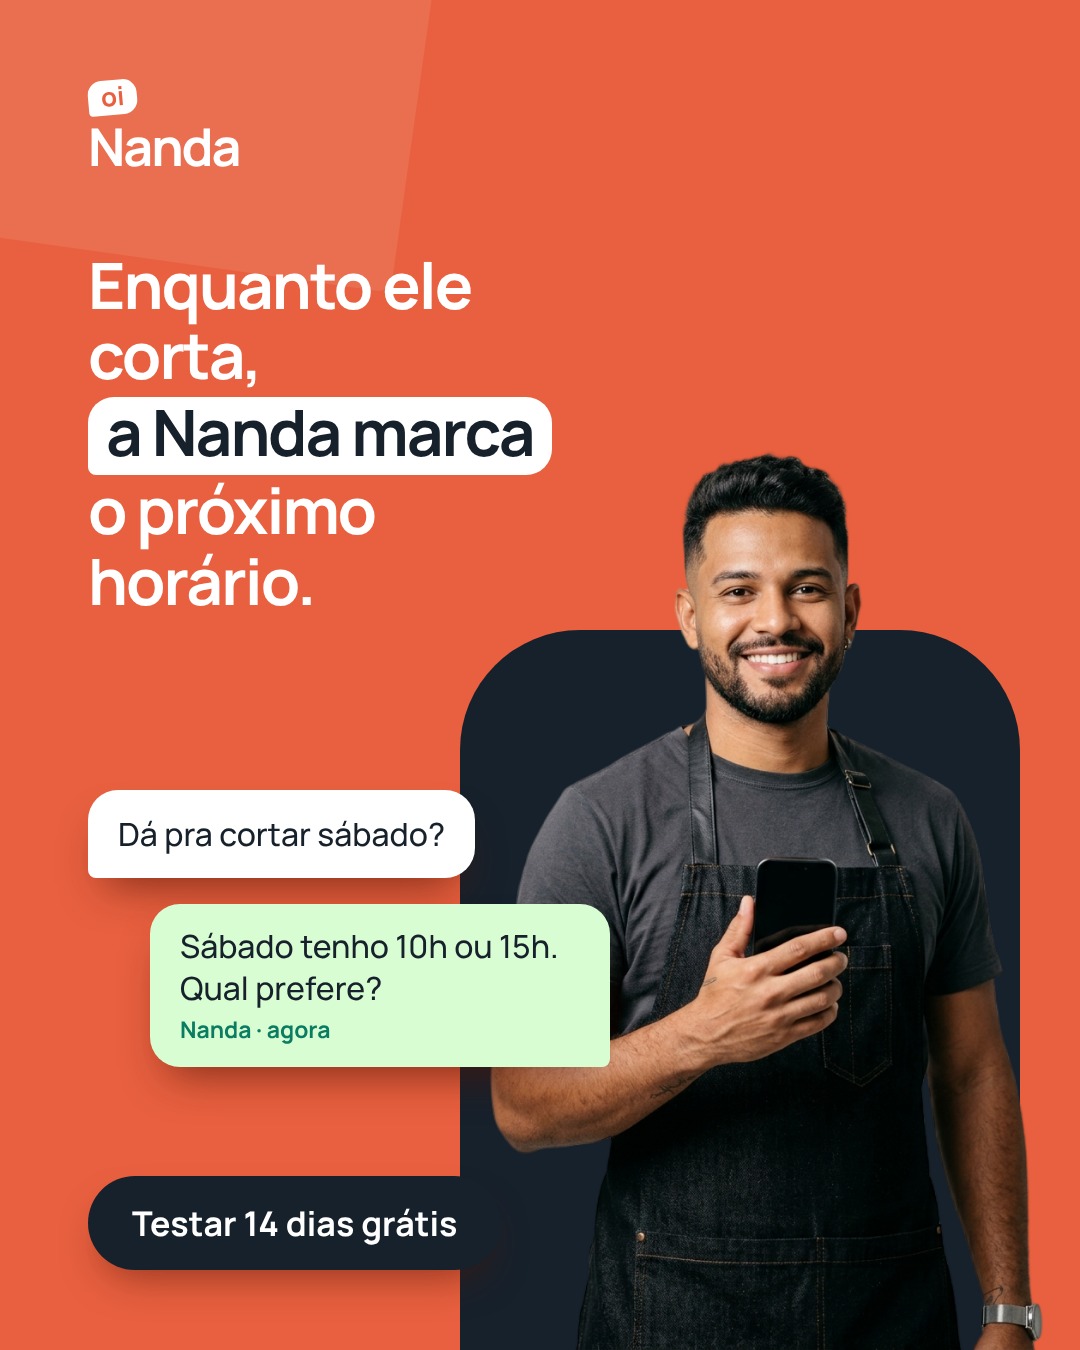 oi
Nanda
Enquanto ele
corta,
a Nanda marca
o próximo
horário.
Dá pra cortar sábado?
Sábado tenho 10h ou 15h.
Qual prefere?
Nanda · agora
Testar 14 dias grátis